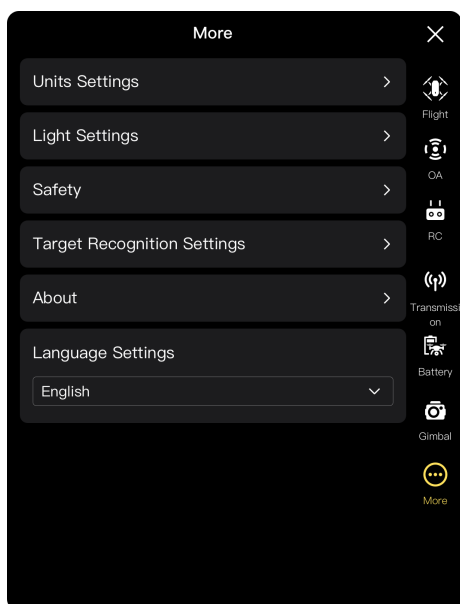 More
Units Settings
Light Settings
Safety
Target Recognition Settings
About
Language Settings
English
Flight
OA
RC
Transmissi
on
Battery
Gimbal
More